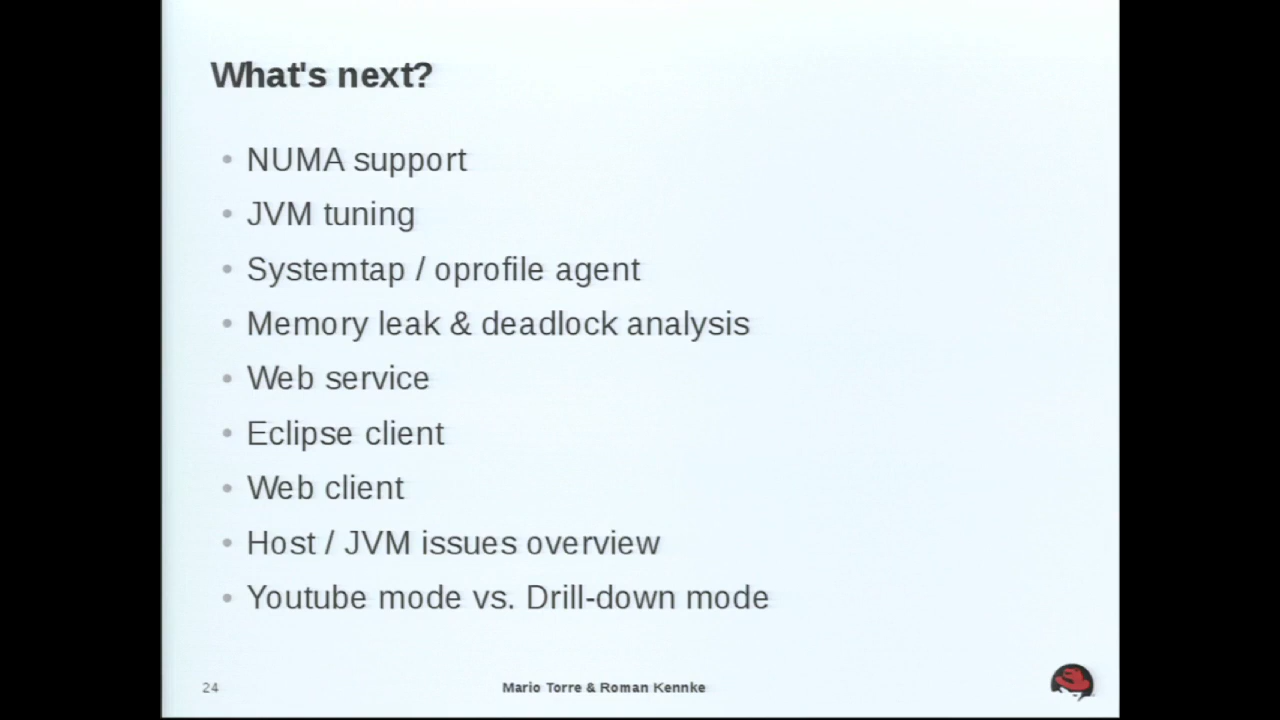 What's next?
• NUMA support
• JVM tuning
• Systemtap / oprofile agent
• Memory leak & deadlock analysis
• Web service
• Eclipse client
• Web client
• Host / JVM issues overview
• Youtube mode vs. Drill-down mode
24
Mario Torre & Roman Kennke